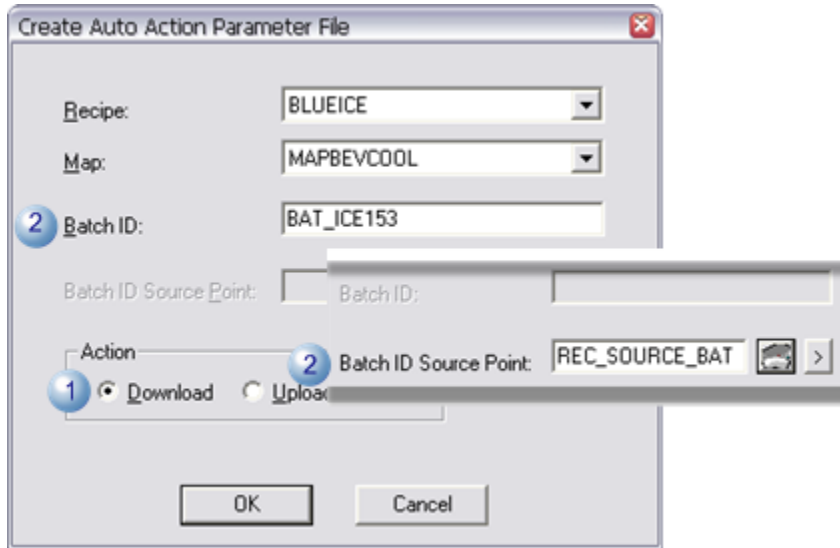 Create Auto Action Parameter File
Recipe: BLUEICE
Map: MAPBEVCOOL
2 Batch ID: BAT_ICE153
Batch ID Source Point:
Batch ID:
2 Batch ID Source Point: REC_SOURCE_BAT >
Action
1 Download
OK Cancel